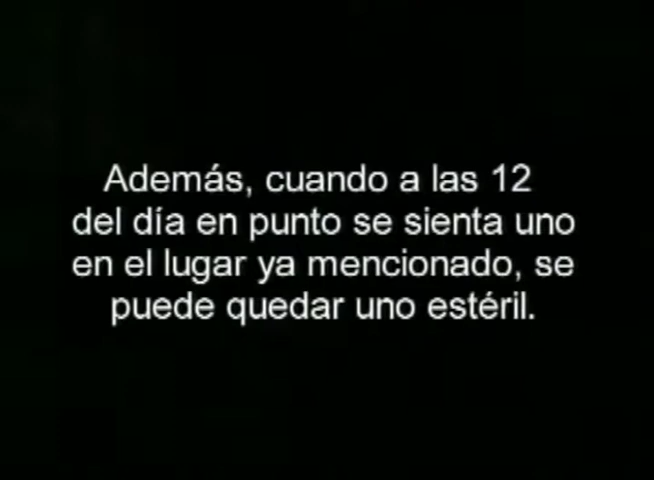 Además, cuando a las 12
del día en punto se sienta uno
en el lugar ya mencionado, se
puede quedar uno estéril.